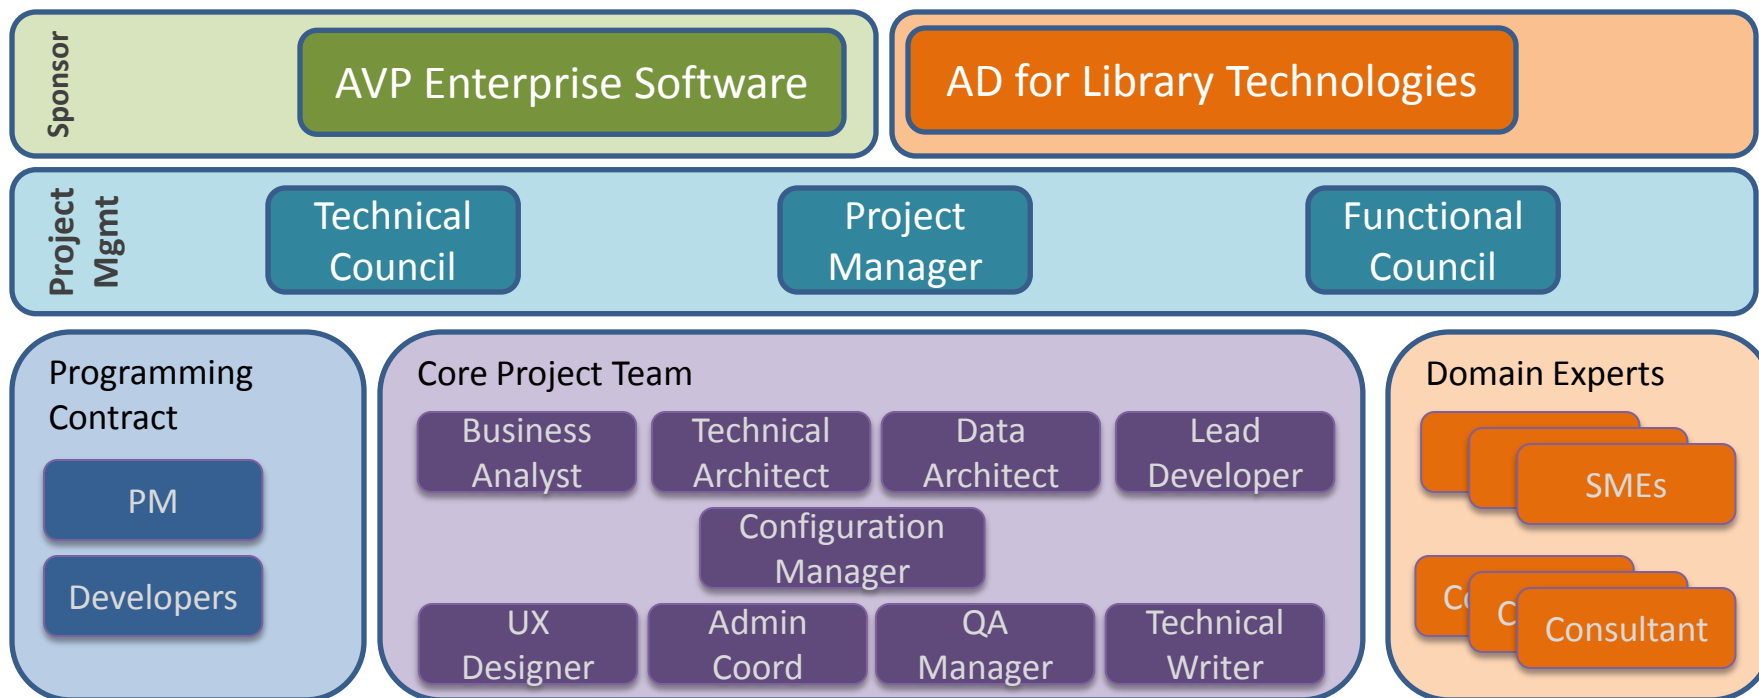 Sponsor
AVP Enterprise Software
AD for Library Technologies
Project
Mgmt
Technical
Council
Project
Manager
Functional
Council
Programming
Contract
PM
Developers
Core Project Team
Business
Analyst
Technical
Architect
Data
Architect
Lead
Developer
Configuration
Manager
UX
Designer
Admin
Coord
QA
Manager
Technical
Writer
Domain Experts
SMEs
Consultant